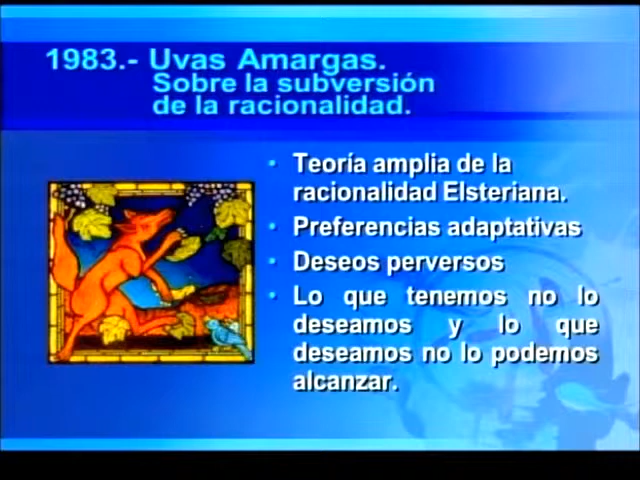 1983.- Uvas Amargas.
Sobre la subversión
de la racionalidad.
• Teoría amplia de la
racionalidad Elsteriana.
• Preferencias adaptativas
• Deseos perversos
• Lo que tenemos no lo
deseamos y lo que
deseamos no lo podemos
alcanzar.